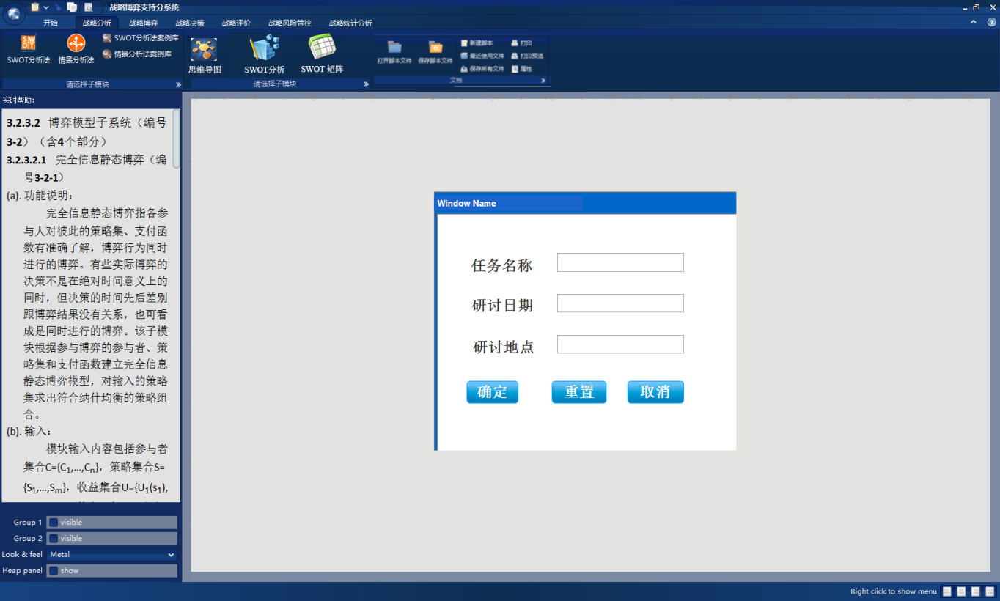 战略博弈支持分系统
开始 战略分析 战略博弈 战略决策 战略评价 战略风险管控 战略统计分析
SWOT分析法 情景分析法 SWOT分析法案例库
情景分析法案例库
请选择子模块
思维导图 SWOT分析 SWOT 矩阵
请选择子模块
打开脚本文件 保存脚本文件 新建脚本 打印
最近使用文件 打印预览
保存所有文件 属性
文档
实时帮助:
3.2.3.2 博弈模型子系统（编号
3-2）（含4个部分）
3.2.3.2.1 完全信息静态博弈（编
号3-2-1）
(a). 功能说明：
完全信息静态博弈指各参
与人对彼此的策略集、支付函
数有准确了解，博弈行为同时
进行的博弈。有些实际博弈的
决策不是在绝对时间意义上的
同时，但决策的时间先后差别
跟博弈结果没有关系，也可看
成是同时进行的博弈。该子模
块根据参与博弈的参与者、策
略集和支付函数建立完全信息
静态博弈模型，对输入的策略
集求出符合纳什均衡的策略组
合。
(b). 输入：
模块输入内容包括参与者
集合C={C1,…,Cn}，策略集合S=
{S1,…,Sm}，收益集合U={U1(s1),
Window Name
任务名称
研讨日期
研讨地点
确定 重置 取消
Group 1 visible
Group 2 visible
Look & feel Metal
Heap panel show
Right click to show menu